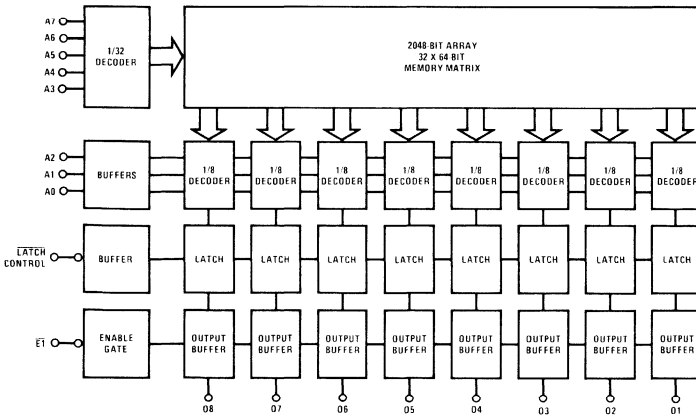 A7
A6
A5
A4
A3
1/32
DECODER
2048-BIT ARRAY
32 X 64-BIT
MEMORY MATRIX
A2
A1
A0
BUFFERS
1/8 DECODER
1/8 DECODER
1/8 DECODER
1/8 DECODER
1/8 DECODER
1/8 DECODER
1/8 DECODER
1/8 DECODER
LATCH
CONTROL
BUFFER
LATCH
LATCH
LATCH
LATCH
LATCH
LATCH
LATCH
LATCH
E1
ENABLE
GATE
OUTPUT BUFFER
OUTPUT BUFFER
OUTPUT BUFFER
OUTPUT BUFFER
OUTPUT BUFFER
OUTPUT BUFFER
OUTPUT BUFFER
OUTPUT BUFFER
08 07 06 05 04 03 02 01